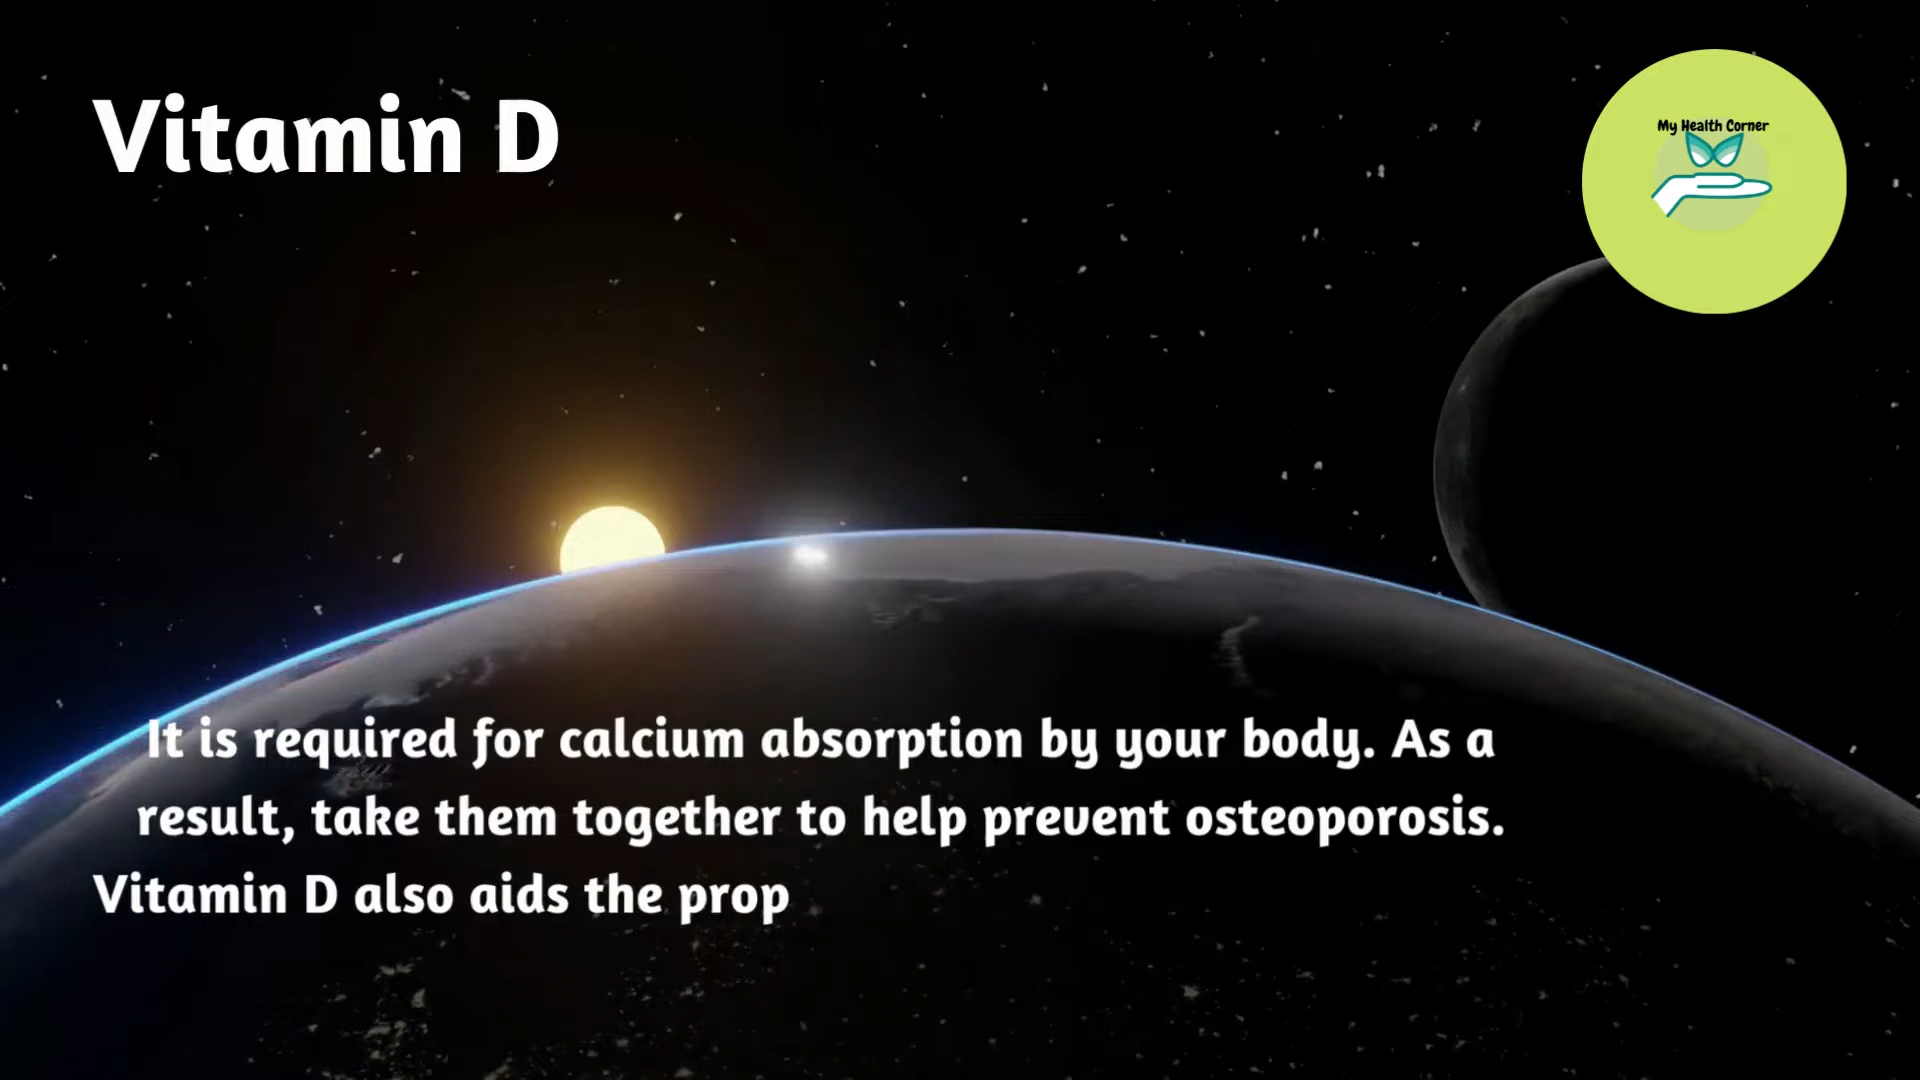 Vitamin D
My Health Corner
It is required for calcium absorption by your body. As a
result, take them together to help prevent osteoporosis.
Vitamin D also aids the prop